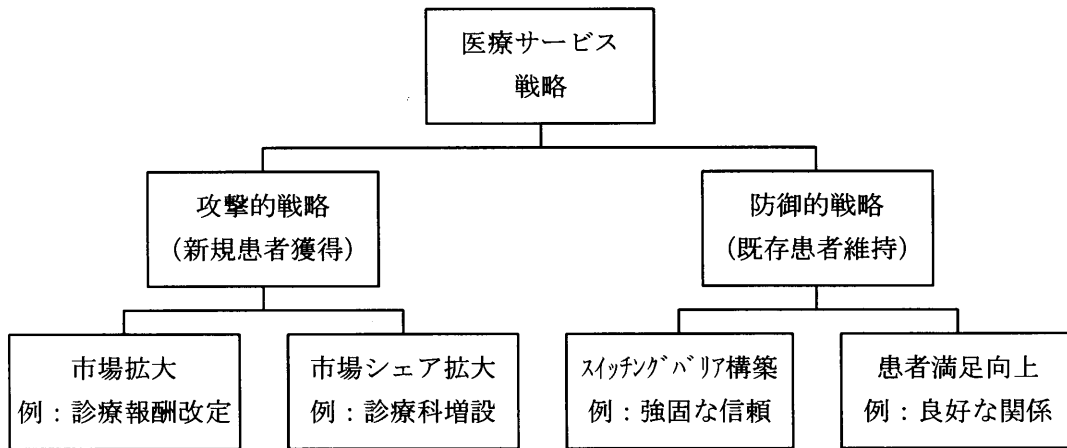 医療サービス
戦略
攻撃的戦略
(新規患者獲得)
防御的戦略
(既存患者維持)
市場拡大
例：診療報酬改定
市場シェア拡大
例：診療科増設
スイッチングバリア構築
例：強固な信頼
患者満足向上
例：良好な関係